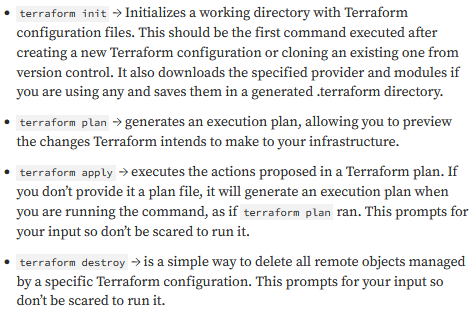 • terraform init → Initializes a working directory with Terraform
configuration files. This should be the first command executed after
creating a new Terraform configuration or cloning an existing one from
version control. It also downloads the specified provider and modules if
you are using any and saves them in a generated .terraform directory.
• terraform plan → generates an execution plan, allowing you to preview
the changes Terraform intends to make to your infrastructure.
• terraform apply → executes the actions proposed in a Terraform plan. If
you don’t provide it a plan file, it will generate an execution plan when
you are running the command, as if terraform plan ran. This prompts for
your input so don’t be scared to run it.
• terraform destroy → is a simple way to delete all remote objects managed
by a specific Terraform configuration. This prompts for your input so
don’t be scared to run it.